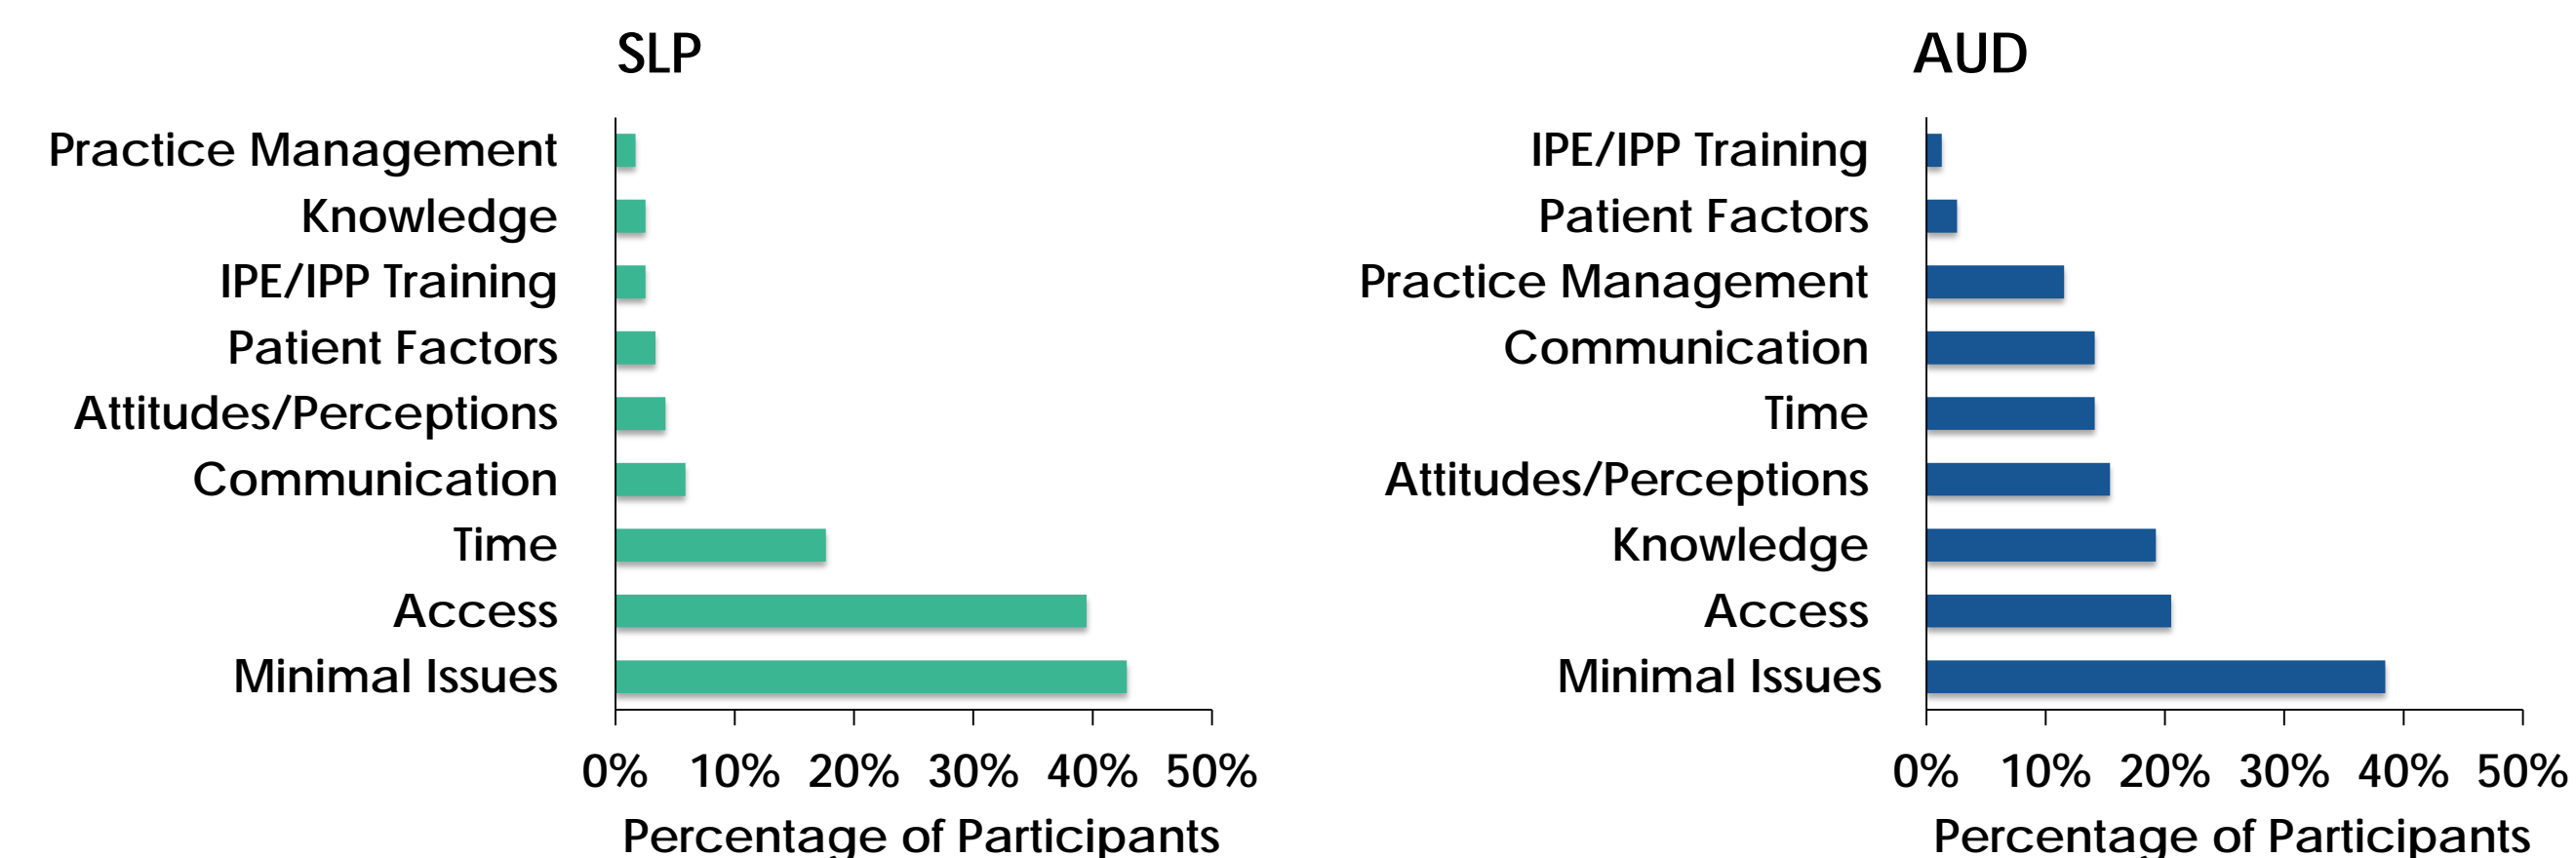 SLP
Practice Management
Knowledge
IPE/IPP Training
Patient Factors
Attitudes/Perceptions
Communication
Time
Access
Minimal Issues
0% 10% 20% 30% 40% 50%
Percentage of Participants
AUD
IPE/IPP Training
Patient Factors
Practice Management
Communication
Time
Attitudes/Perceptions
Knowledge
Access
Minimal Issues
0% 10% 20% 30% 40% 50%
Percentage of Participants